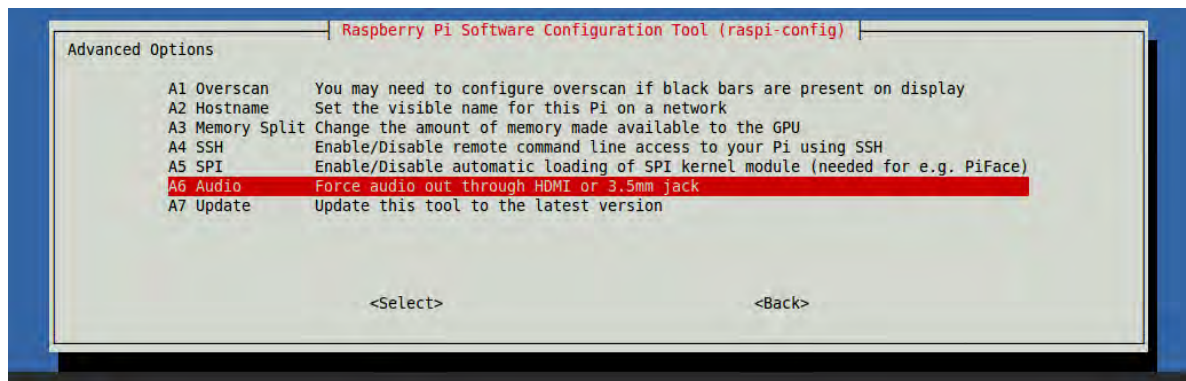 Raspberry Pi Software Configuration Tool (raspi-config)
Advanced Options
A1 Overscan You may need to configure overscan if black bars are present on display
A2 Hostname Set the visible name for this Pi on a network
A3 Memory Split Change the amount of memory made available to the GPU
A4 SSH Enable/Disable remote command line access to your Pi using SSH
A5 SPI Enable/Disable automatic loading of SPI kernel module (needed for e.g. PiFace)
A6 Audio Force audio out through HDMI or 3.5mm jack
A7 Update Update this tool to the latest version
<Select> <Back>